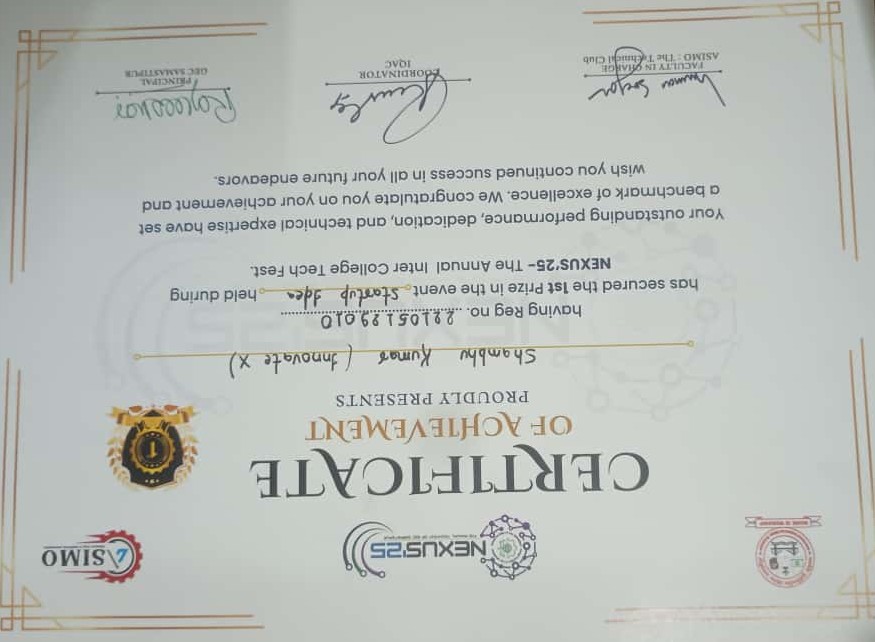 NEXUS'25
THE ANNUAL TECHFEST OF GEC SAMASTIPUR
ASIMO
WORK IS WORSHIP
CERTIFICATE
OF ACHIEVEMENT
1
PROUDLY PRESENTS
Shambhu Kumar (Innovate X)
having Reg no. 22105129010
has secured the 1st Prize in the event Startup Idea held during
NEXUS'25- The Annual Inter College Tech Fest.
Your outstanding performance, dedication, and technical expertise have set
a benchmark of excellence. We congratulate you on your achievement and
wish you continued success in all your future endeavors.
FACULTY IN CHARGE
ASIMO : The Technical Club
COORDINATOR
IQAC
PRINCIPAL
GEC SAMASTIPUR